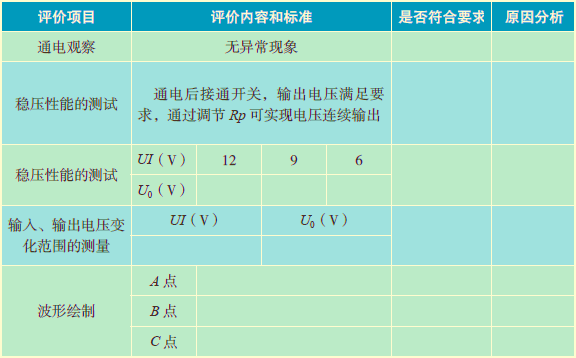 评价项目 评价内容和标准 是否符合要求 原因分析
通电观察 无异常现象
稳压性能的测试 通电后接通开关，输出电压满足要
求，通过调节 Rp 可实现电压连续输出
稳压性能的测试 UI（V） 12 9 6
U0（V）
输入、输出电压变
化范围的测量 UI（V） U0（V）
波形绘制 A 点
B 点
C 点